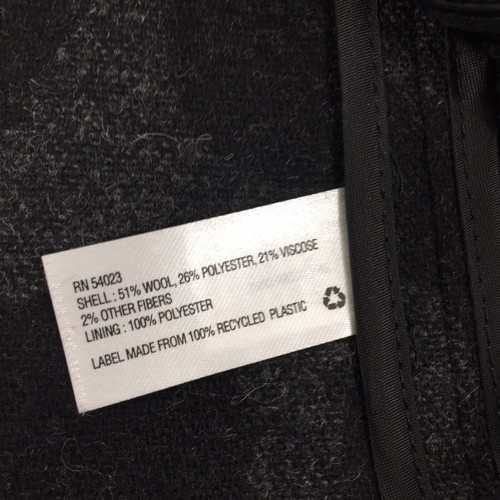 RN 54023
SHELL : 51% WOOL, 26% POLYESTER, 21% VISCOSE
2% OTHER FIBERS
LINING : 100% POLYESTER
LABEL MADE FROM 100% RECYCLED PLASTIC